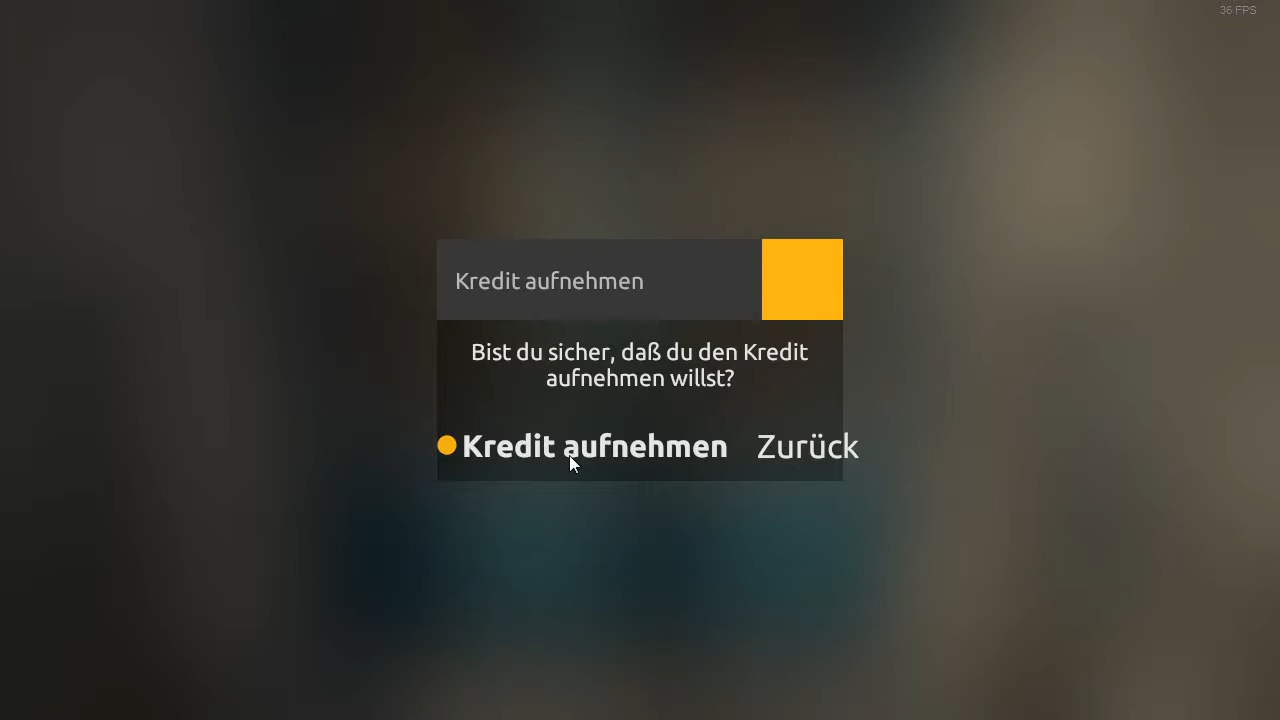 36 FPS
Kredit aufnehmen
Bist du sicher, daß du den Kredit
aufnehmen willst?
Kredit aufnehmen Zurück